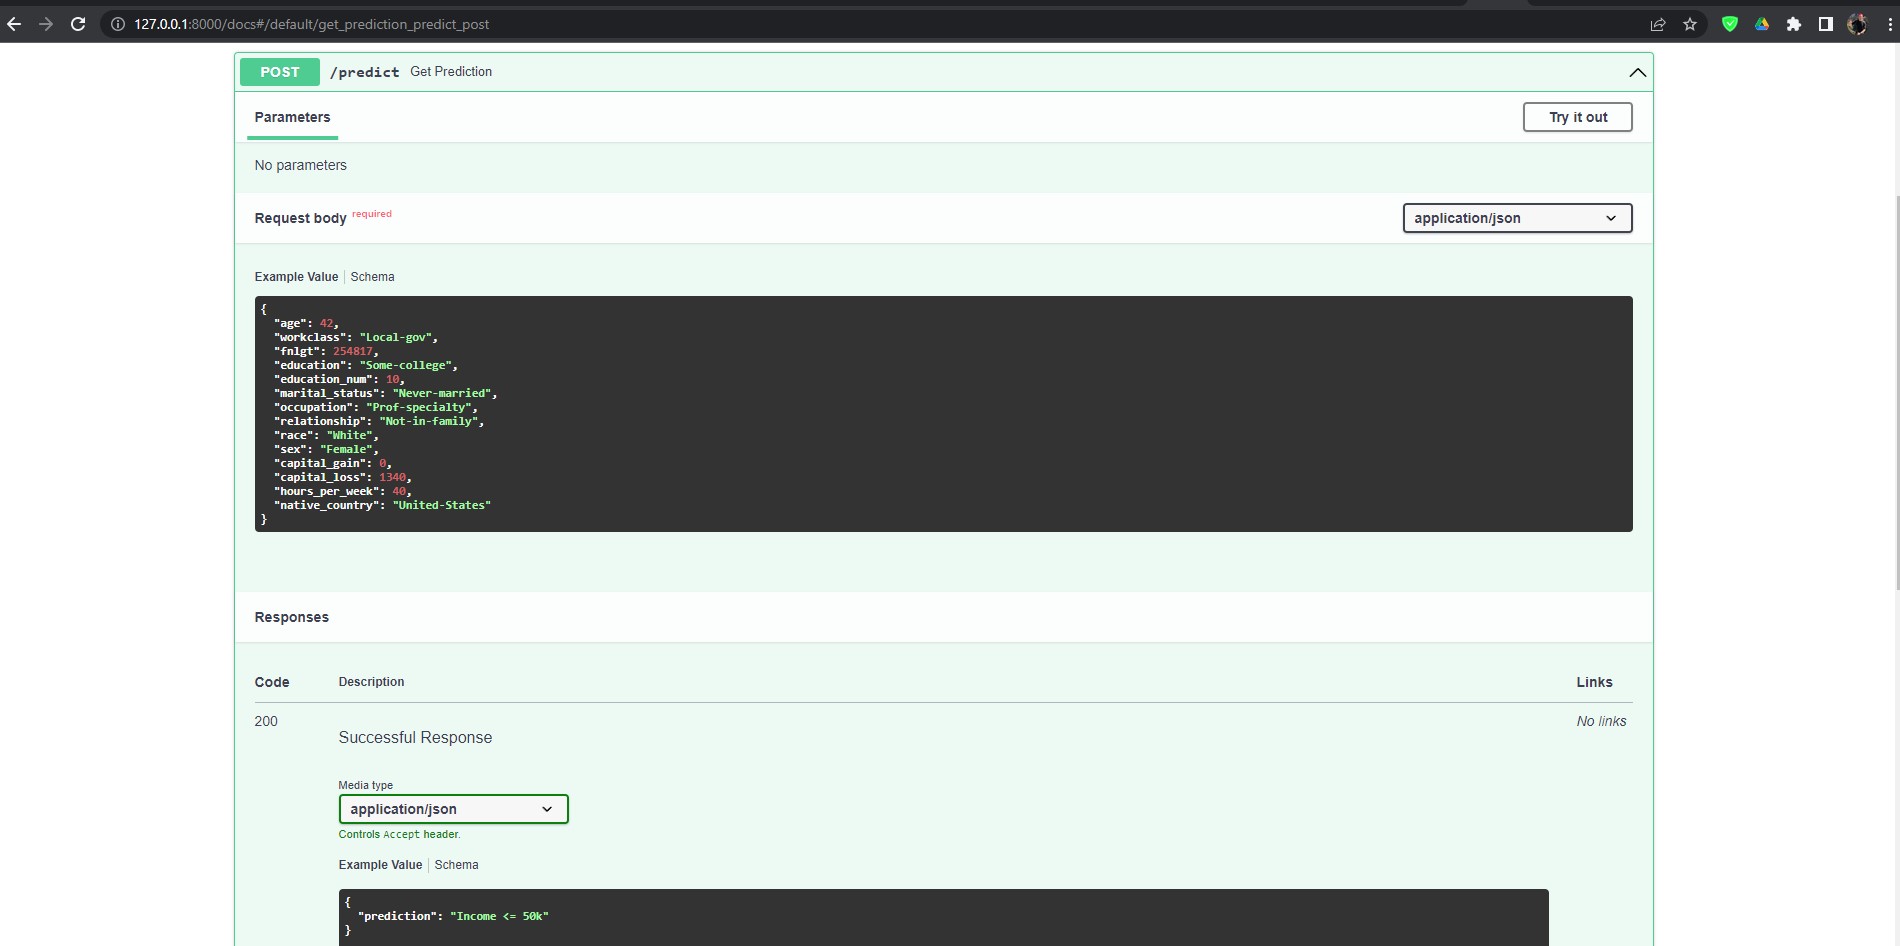 127.0.0.1:8000/docs#/default/get_prediction_predict_post
POST /predict Get Prediction
Parameters
Try it out
No parameters
Request body required
application/json
Example Value | Schema
{
"age": 42,
"workclass": "Local-gov",
"fnlgt": 254817,
"education": "Some-college",
"education_num": 10,
"marital_status": "Never-married",
"occupation": "Prof-specialty",
"relationship": "Not-in-family",
"race": "White",
"sex": "Female",
"capital_gain": 0,
"capital_loss": 1340,
"hours_per_week": 40,
"native_country": "United-States"
}
Responses
Code Description Links
200 Successful Response No links
Media type
application/json
Controls Accept header.
Example Value | Schema
{
"prediction": "Income <= 50k"
}